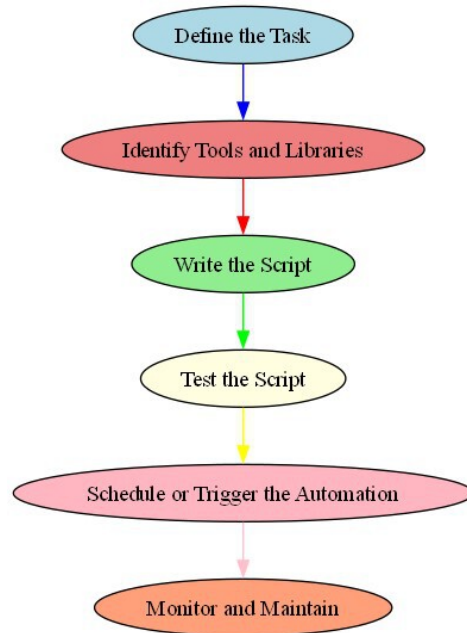 Define the Task
Identify Tools and Libraries
Write the Script
Test the Script
Schedule or Trigger the Automation
Monitor and Maintain